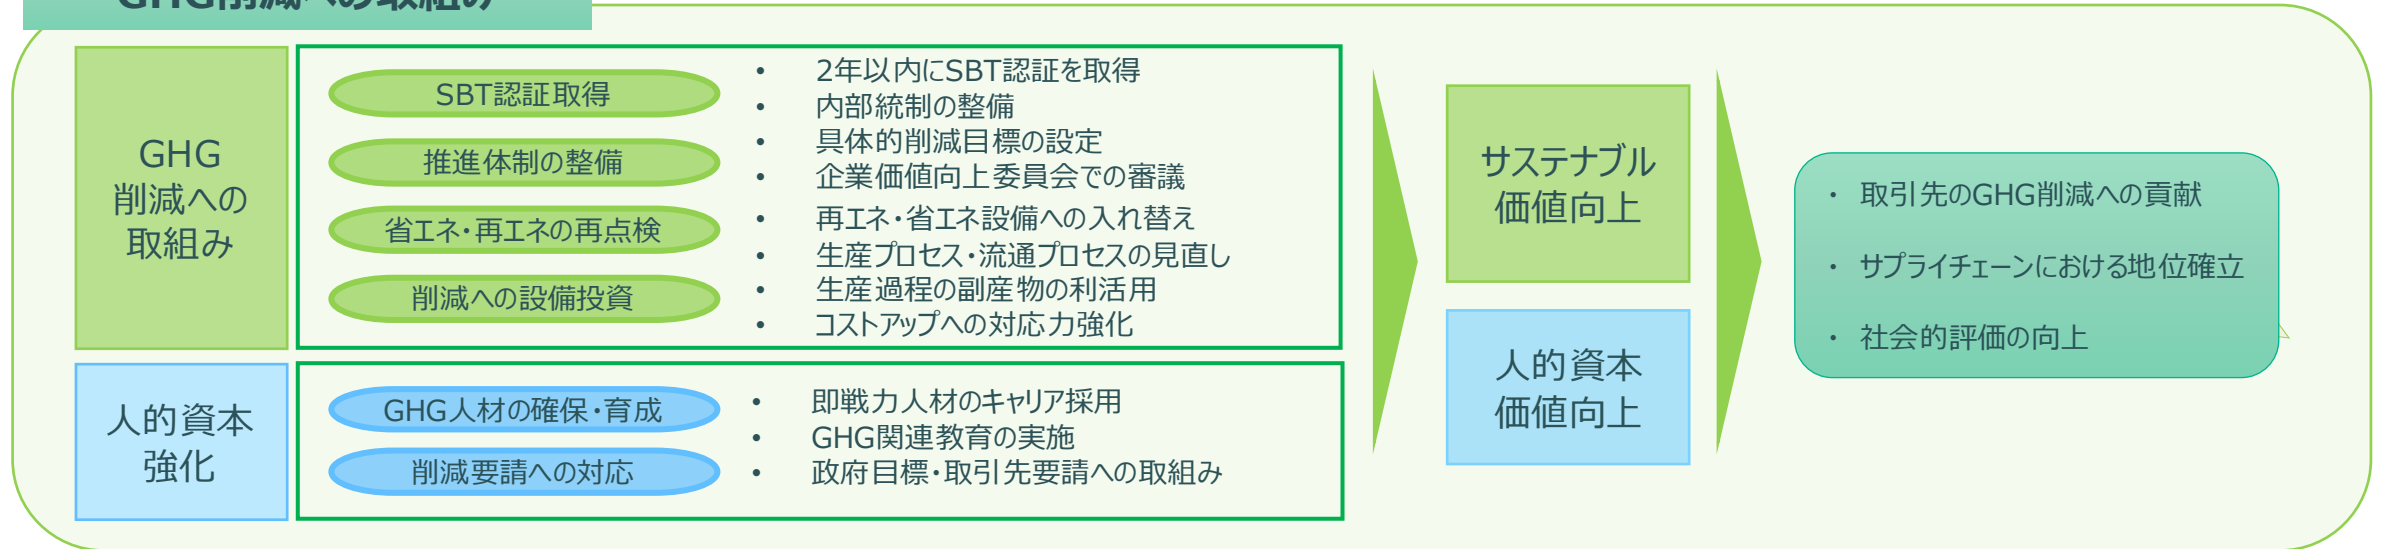 GHG削減への取組み
GHG
削減への
取組み
SBT認証取得
推進体制の整備
省エネ・再エネの再点検
削減への設備投資
• 2年以内にSBT認証を取得
• 内部統制の整備
• 具体的削減目標の設定
• 企業価値向上委員会での審議
• 再エネ・省エネ設備への入れ替え
• 生産プロセス・流通プロセスの見直し
• 生産過程の副産物の利活用
• コストアップへの対応力強化
人的資本
強化
GHG人材の確保・育成
削減要請への対応
• 即戦力人材のキャリア採用
• GHG関連教育の実施
• 政府目標・取引先要請への取組み
サステナブル
価値向上
人的資本
価値向上
・ 取引先のGHG削減への貢献
・ サプライチェーンにおける地位確立
・ 社会的評価の向上